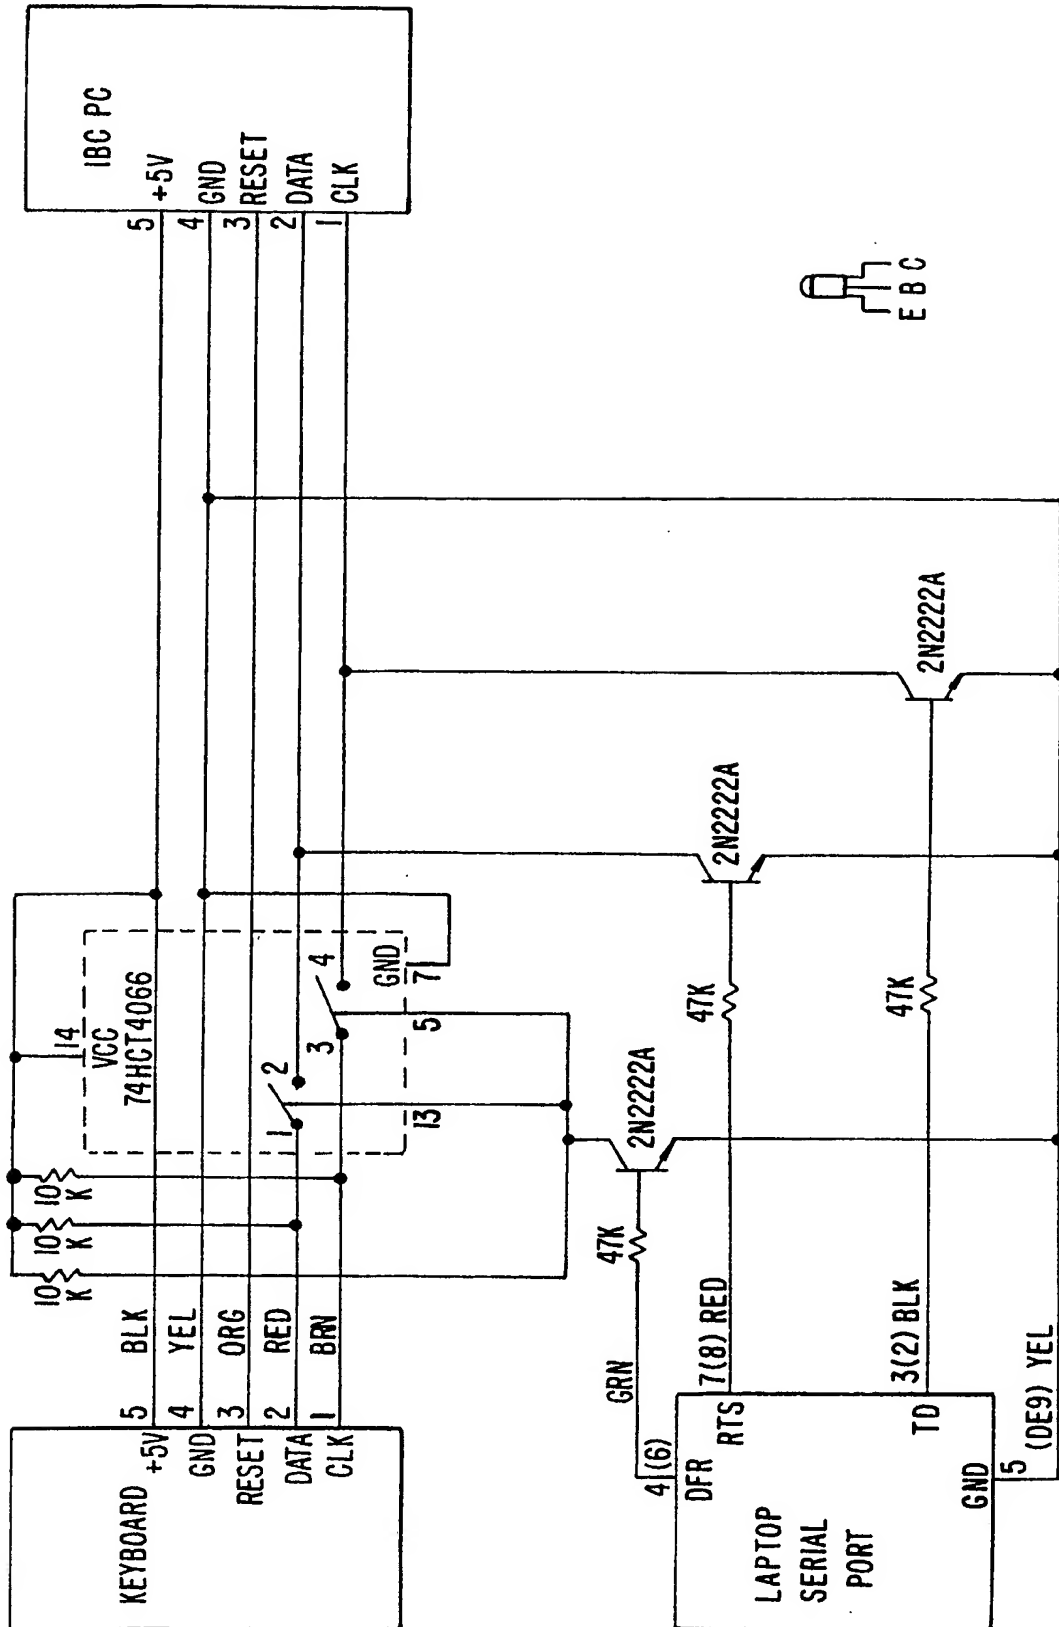 IBC PC
+5V
GND
RESET
DATA
CLK
5
4
3
2
1
E B C
2N2222A
2N2222A
2N2222A
47K
47K
47K
14
VCC
74HCT4066
GND
7
1
2
3
4
13
5
10
K
10
K
10
K
BLK
YEL
ORG
RED
BRN
5
4
3
2
1
KEYBOARD
+5V
GND
RESET
DATA
CLK
GRN
4(6)
7(8) RED
3(2) BLK
5
(DE9) YEL
DFR
RTS
TD
GND
LAPTOP
SERIAL
PORT